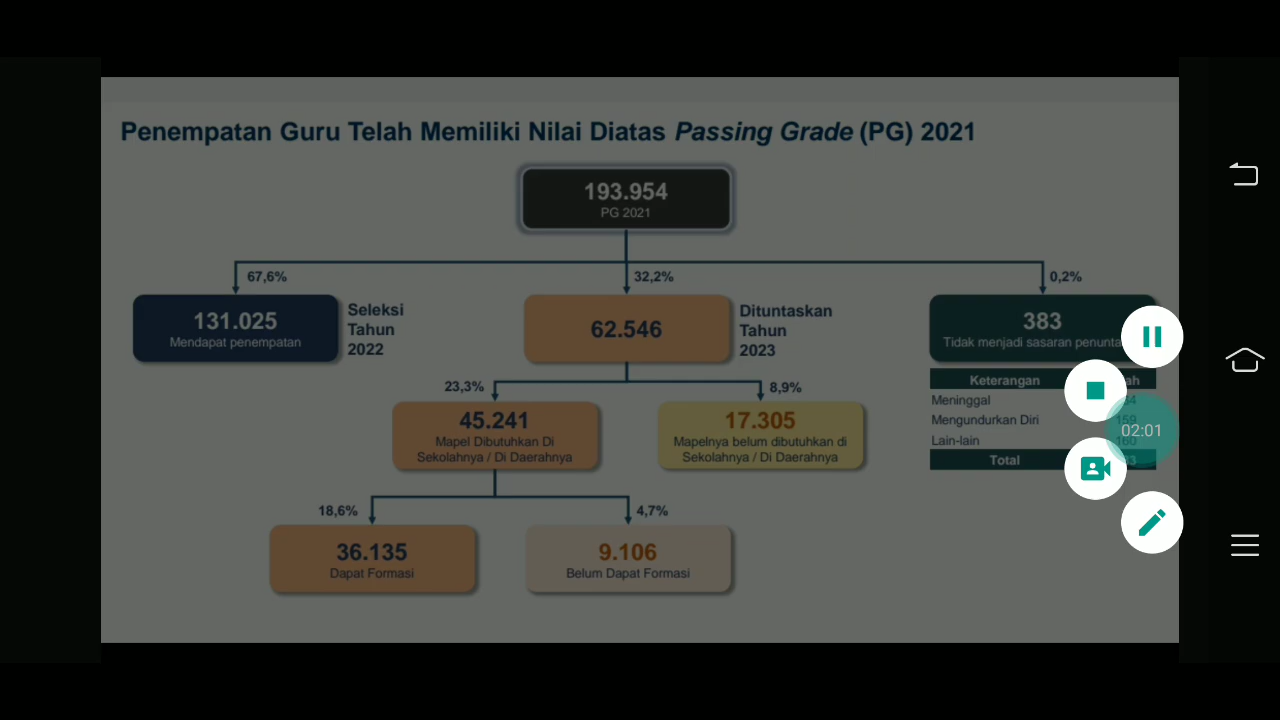 Penempatan Guru Telah Memiliki Nilai Diatas Passing Grade (PG) 2021
193.954
PG 2021
67,6%
32,2%
0,2%
131.025
Mendapat penempatan
Seleksi
Tahun
2022
62.546
Dituntaskan
Tahun
2023
383
Tidak menjadi sasaran
Keterangan
Meninggal
Mengundurkan Diri
159
Lain-lain
160
Total
02:01
23,3%
8,9%
45.241
Mapel Dibutuhkan Di
Sekolahnya / Di Daerahnya
17.305
Mapelnya belum dibutuhkan di
Sekolahnya / Di Daerahnya
18,6%
4,7%
36.135
Dapat Formasi
9.106
Belum Dapat Formasi